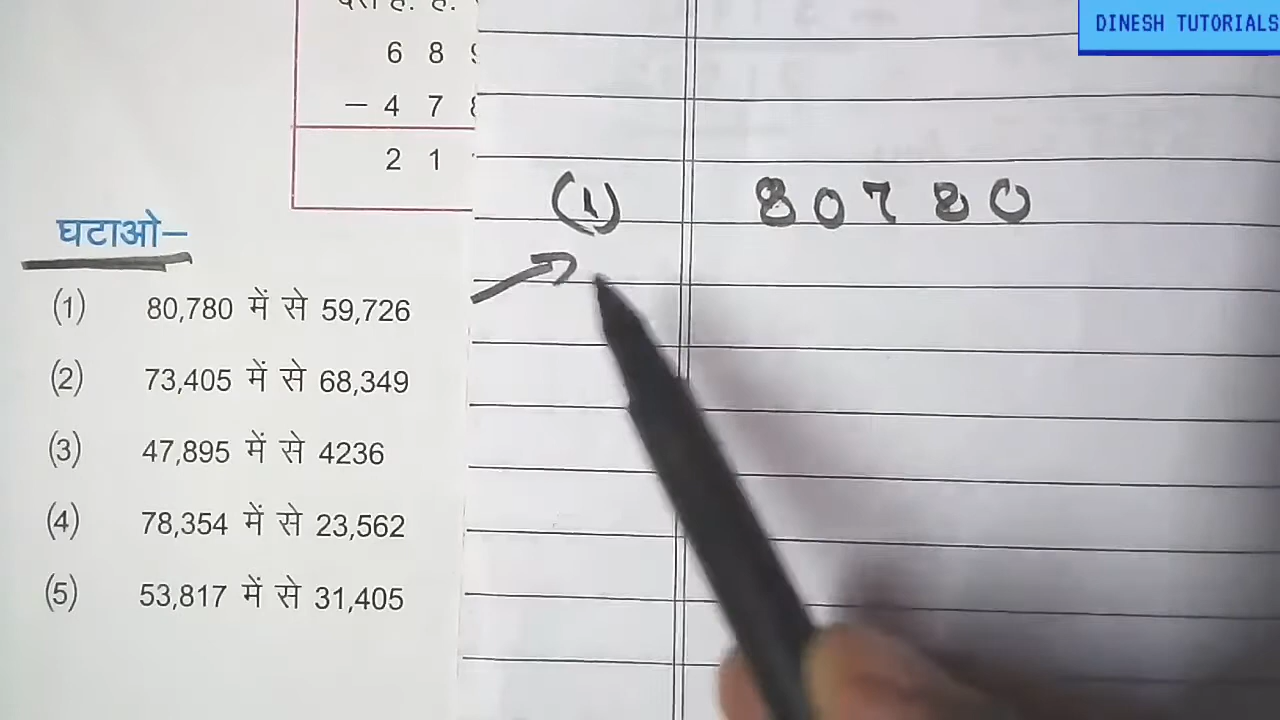 DINESH TUTORIALS
6 8
– 4 7
2 1
(1) 80780
घटाओ–
(1) 80,780 में से 59,726
(2) 73,405 में से 68,349
(3) 47,895 में से 4236
(4) 78,354 में से 23,562
(5) 53,817 में से 31,405